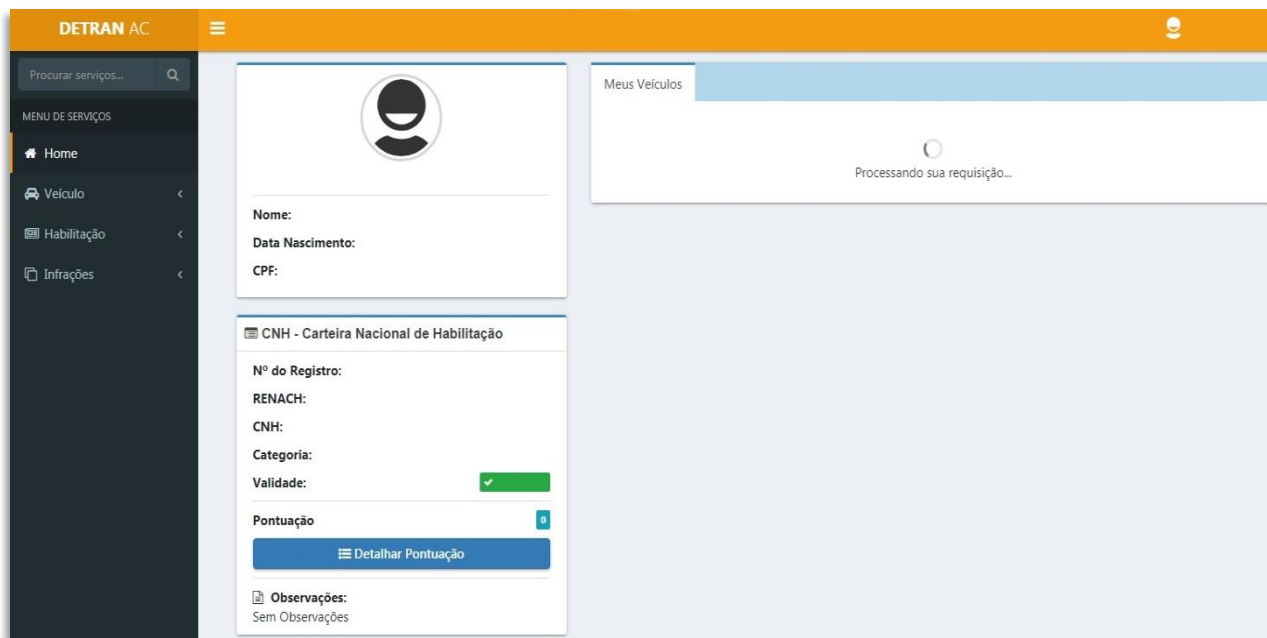 DETRAN AC
Procurar serviços...
MENU DE SERVIÇOS
Home
Veículo
Habilitação
Infrações
Nome:
Data Nascimento:
CPF:
CNH - Carteira Nacional de Habilitação
Nº do Registro:
RENACH:
CNH:
Categoria:
Validade:
Pontuação 0
Detalhar Pontuação
Observações:
Sem Observações
Meus Veículos
Processando sua requisição...